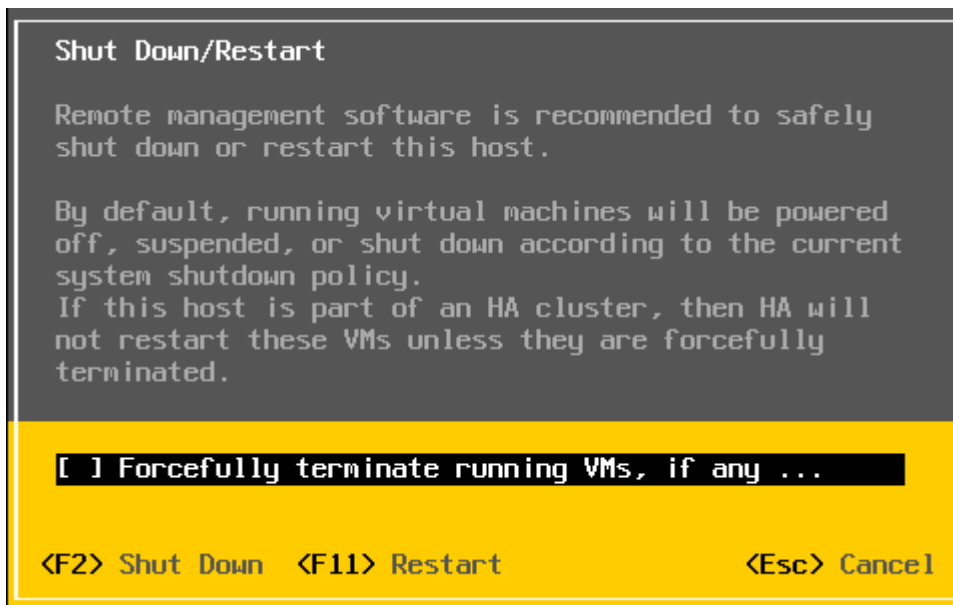 Shut Down/Restart
Remote management software is recommended to safely
shut down or restart this host.
By default, running virtual machines will be powered
off, suspended, or shut down according to the current
system shutdown policy.
If this host is part of an HA cluster, then HA will
not restart these VMs unless they are forcefully
terminated.
[ ] Forcefully terminate running VMs, if any ...
<F2> Shut Down <F11> Restart <Esc> Cancel